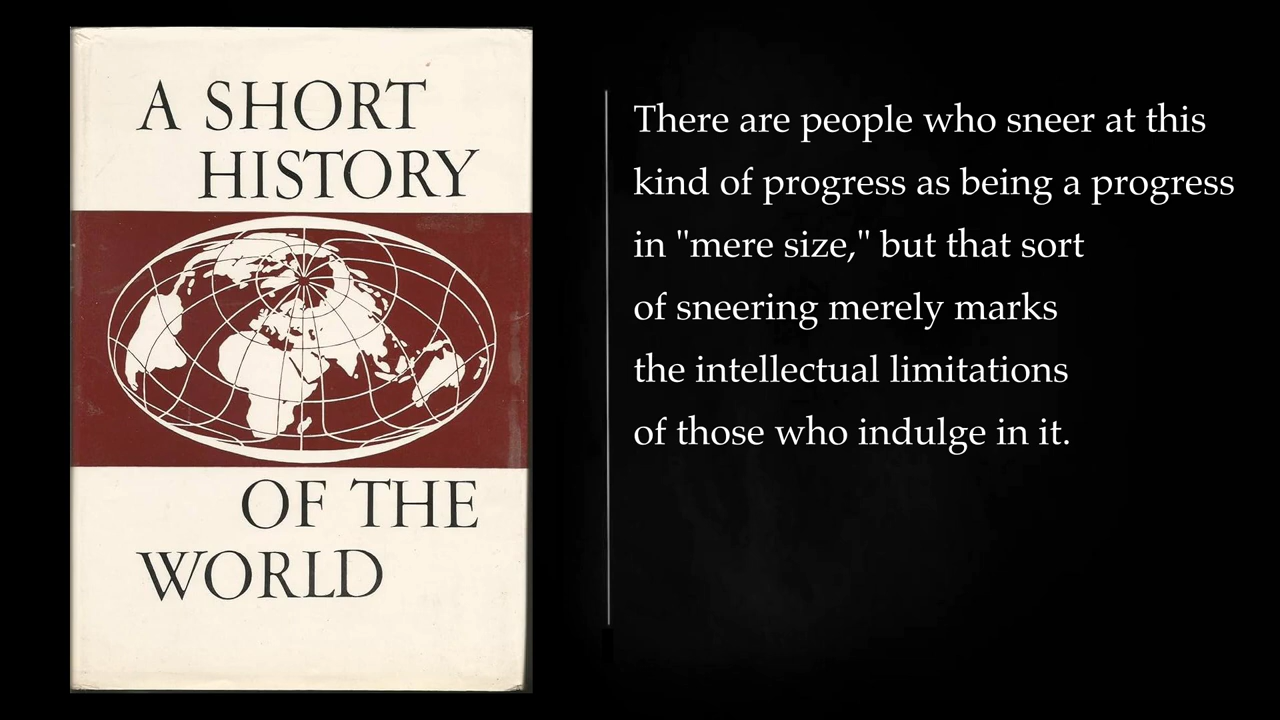 A SHORT
HISTORY
OF THE
WORLD
There are people who sneer at this
kind of progress as being a progress
in "mere size," but that sort
of sneering merely marks
the intellectual limitations
of those who indulge in it.